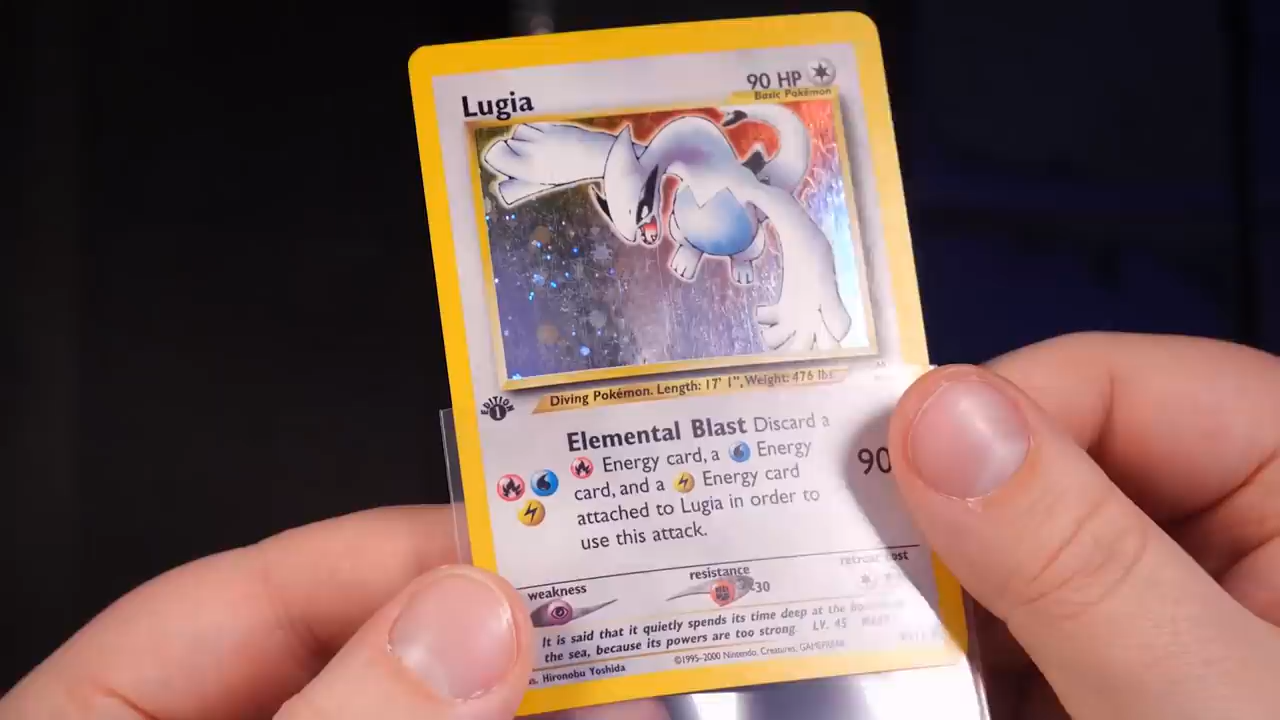 90 HP
Lugia
Basic Pokémon
Diving Pokémon. Length: 17' 1", Weight: 476 lbs
EDITION
1
Elemental Blast Discard a
Energy card, a Energy
card, and a Energy card
attached to Lugia in order to
use this attack.
90
weakness
resistance
retreat cost
-30
It is said that it quietly spends its time deep at the
the sea, because its powers are too strong. LV. 45
Hironobu Yoshida
©1995-2000 Nintendo, Creatures, GAMEFREAK